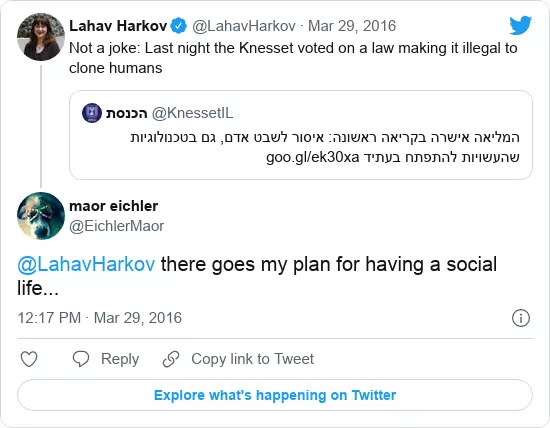 Lahav Harkov @LahavHarkov · Mar 29, 2016
Not a joke: Last night the Knesset voted on a law making it illegal to
clone humans
הכנסת @KnessetIL
המליאה אישרה בקריאה ראשונה: איסור לשבט אדם, גם בטכנולוגיות
שהעשויות להתפתח בעתיד goo.gl/ek30xa
maor eichler
@EichlerMaor
@LahavHarkov there goes my plan for having a social
life...
12:17 PM · Mar 29, 2016
Reply Copy link to Tweet
Explore what's happening on Twitter